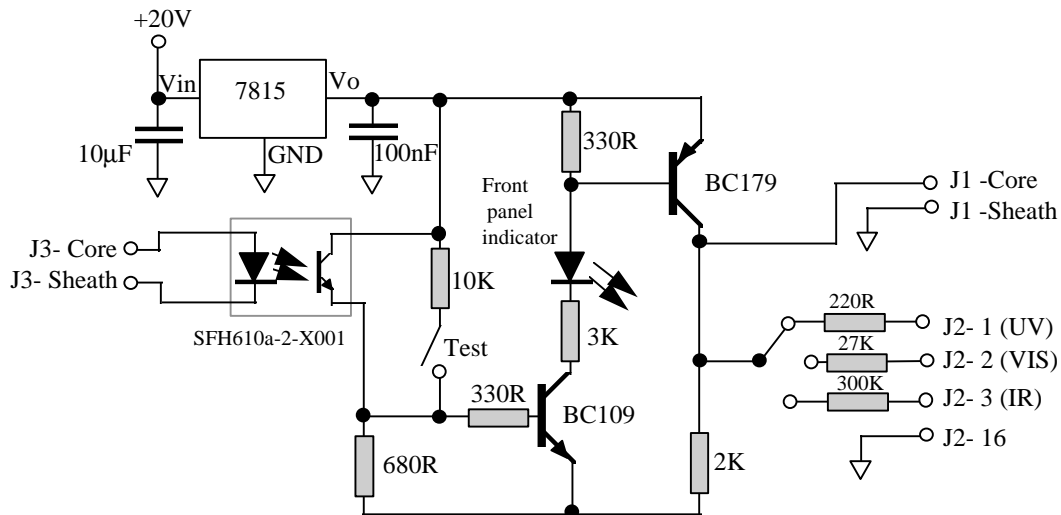 +20V
Vin
7815
Vo
10µF
GND
100nF
330R
BC179
Front
panel
indicator
J1 -Core
J1 -Sheath
J3- Core
J3- Sheath
10K
SFH610a-2-X001
3K
Test
220R
J2- 1 (UV)
27K
J2- 2 (VIS)
300K
J2- 3 (IR)
330R
BC109
J2- 16
680R
2K